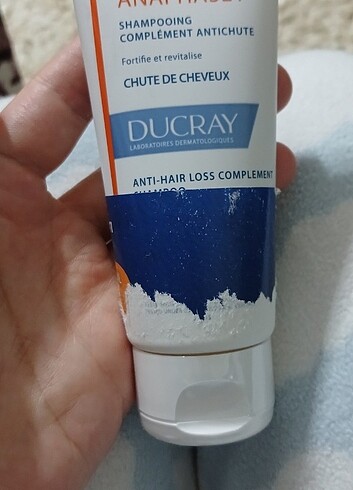 SHAMPOOING
COMPLÉMENT ANTICHUTE
Fortifie et revitalise
CHUTE DE CHEVEUX
DUCRAY
LABORATOIRES DERMATOLOGIQUES
ANTI-HAIR LOSS COMPLEMENT